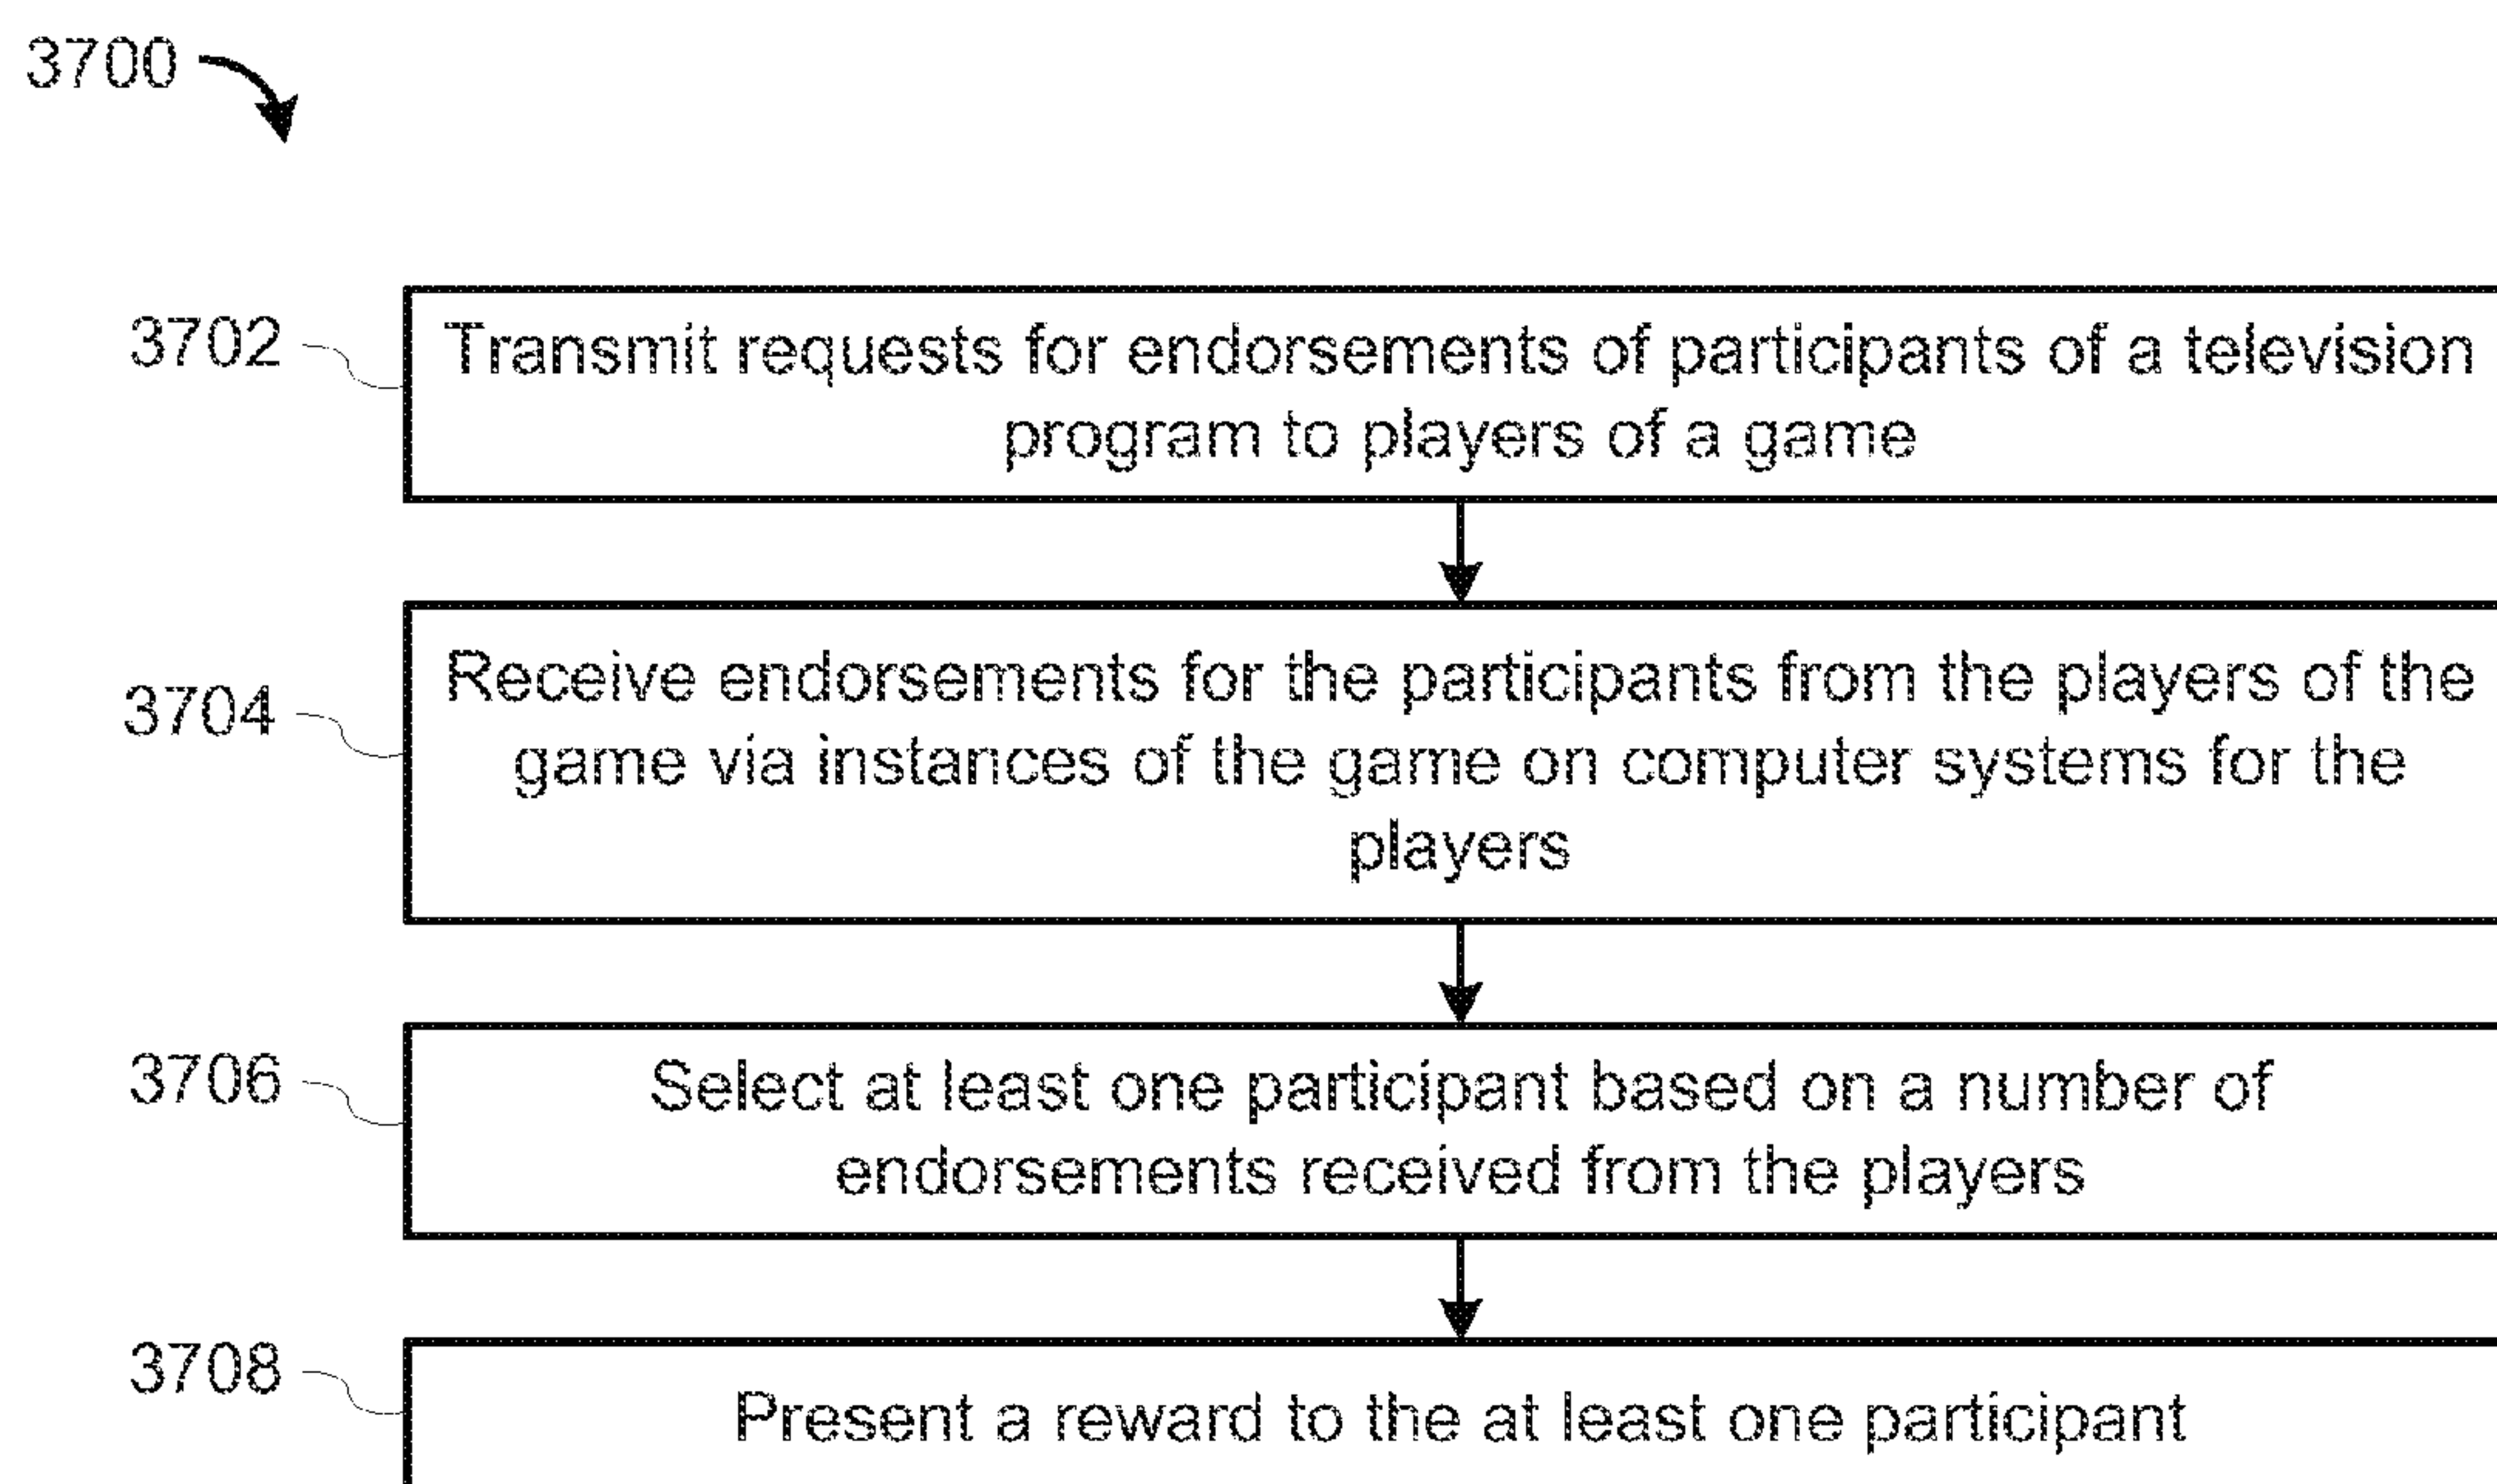 3700
3702
Transmit requests for endorsements of participants of a television
program to players of a game
3704
Receive endorsements for the participants from the players of the
game via instances of the game on computer systems for the
players
3706
Select at least one participant based on a number of
endorsements received from the players
3708
Present a reward to the at least one participant